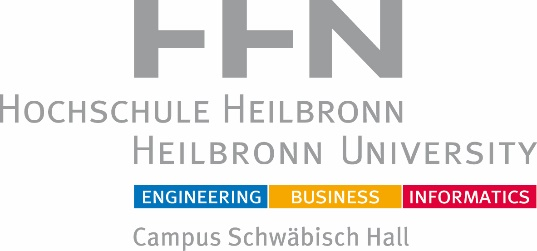 HHN
HOCHSCHULE HEILBRONN
HEILBRONN UNIVERSITY
ENGINEERING BUSINESS INFORMATICS
Campus Schwäbisch Hall